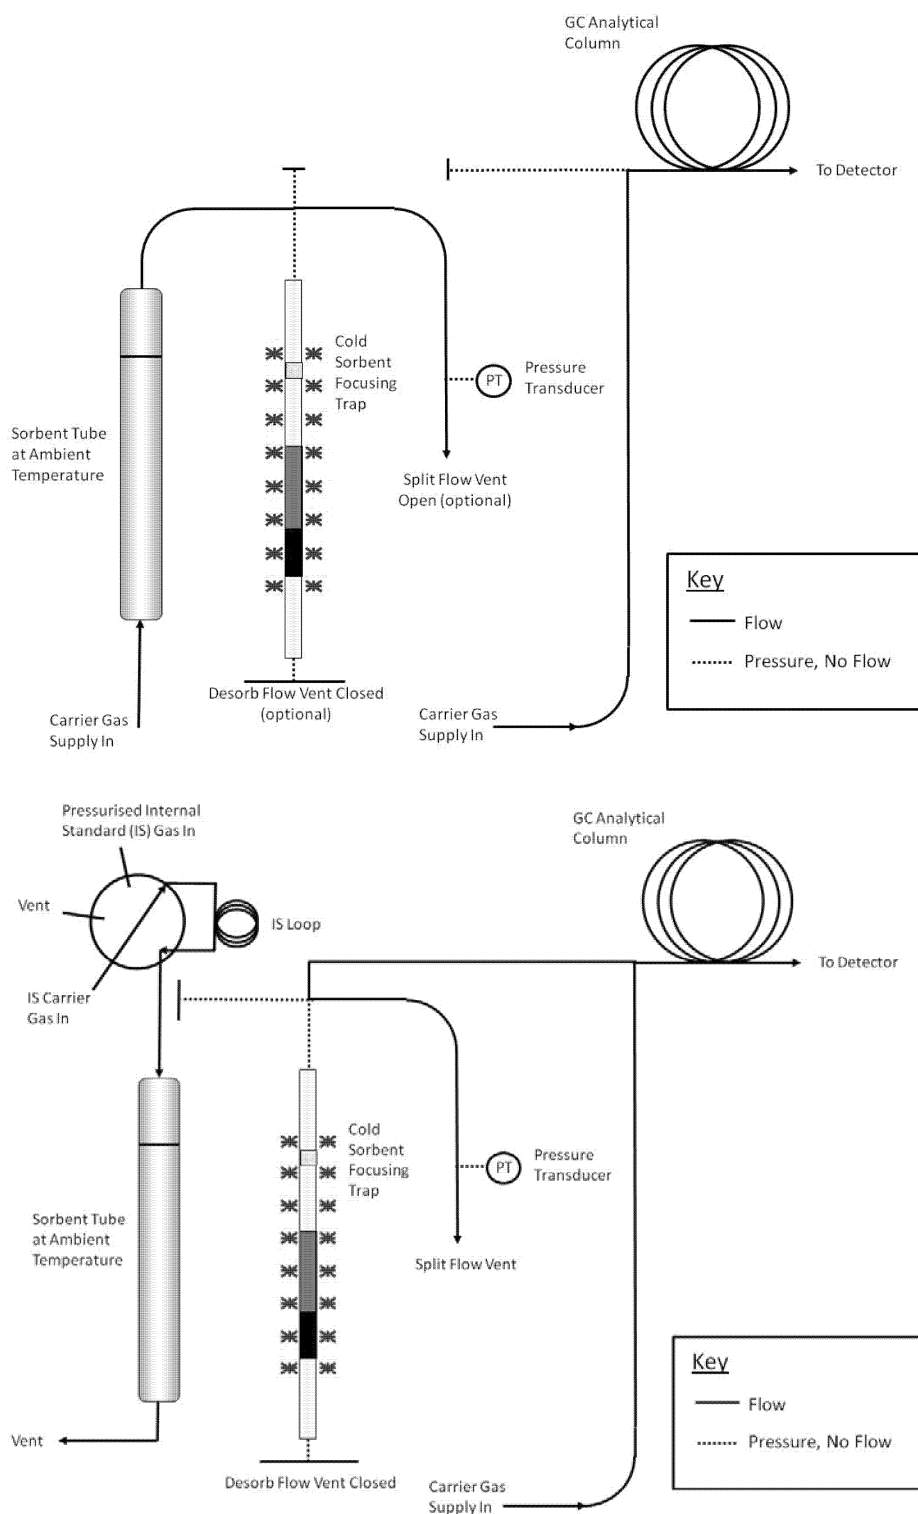 GC Analytical
Column
To Detector
Cold
Sorbent
Focusing
Trap
PT
Pressure
Transducer
Sorbent Tube
at Ambient
Temperature
Split Flow Vent
Open (optional)
Key
Flow
Pressure, No Flow
Desorb Flow Vent Closed
(optional)
Carrier Gas
Supply In
Carrier Gas
Supply In
Pressurised Internal
Standard (IS) Gas In
GC Analytical
Column
Vent
IS Loop
To Detector
IS Carrier
Gas In
Cold
Sorbent
Focusing
Trap
PT
Pressure
Transducer
Sorbent Tube
at Ambient
Temperature
Split Flow Vent
Key
Flow
Pressure, No Flow
Vent
Desorb Flow Vent Closed
Carrier Gas
Supply In